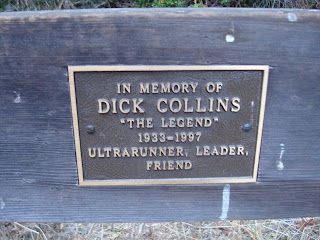 IN MEMORY OF
DICK COLLINS
"THE LEGEND"
1933-1997
ULTRARUNNER, LEADER,
FRIEND